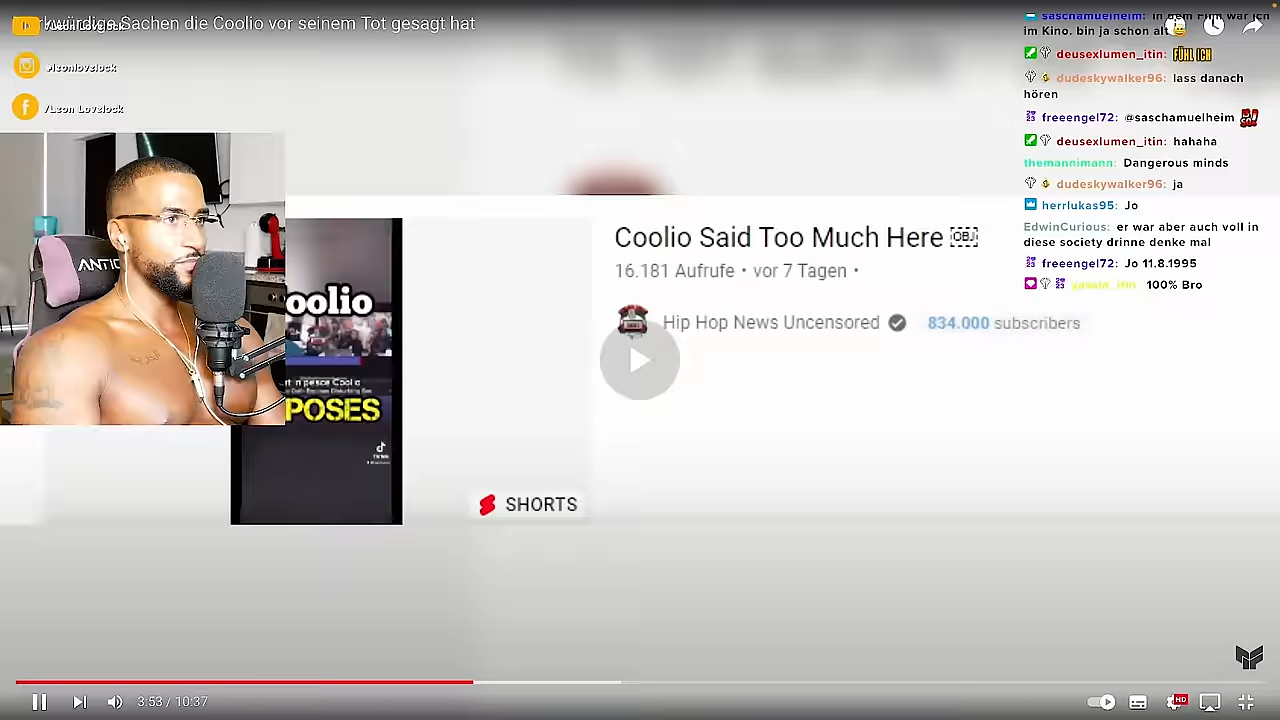 rkwürdige Sachen die Coolio vor seinem Tot gesagt hat
/Leon Lovelock
ANTIC
oolio
POSES
SHORTS
Coolio Said Too Much Here OBJ
16.181 Aufrufe • vor 7 Tagen •
Hip Hop News Uncensored
834.000 subscribers
saschamuelheim: in dem Film war ich
im Kino. bin ja schon alt
deusexlumen_itin: FÜHL ICH
dudeskywalker96: lass danach
hören
freeengel72: @saschamuelheim
deusexlumen_itin: hahaha
themannimann: Dangerous minds
dudeskywalker96: ja
herrlukas95: Jo
EdwinCurious: er war aber auch voll in
diese society drinne denke mal
freeengel72: Jo 11.8.1995
100% Bro
3:53 / 10:37
HD